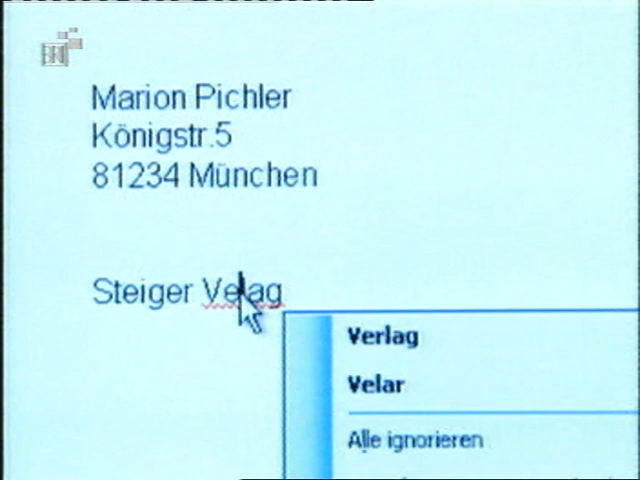 Marion Pichler
Königstr.5
81234 München
Steiger Velag
Verlag
Velar
Alle ignorieren